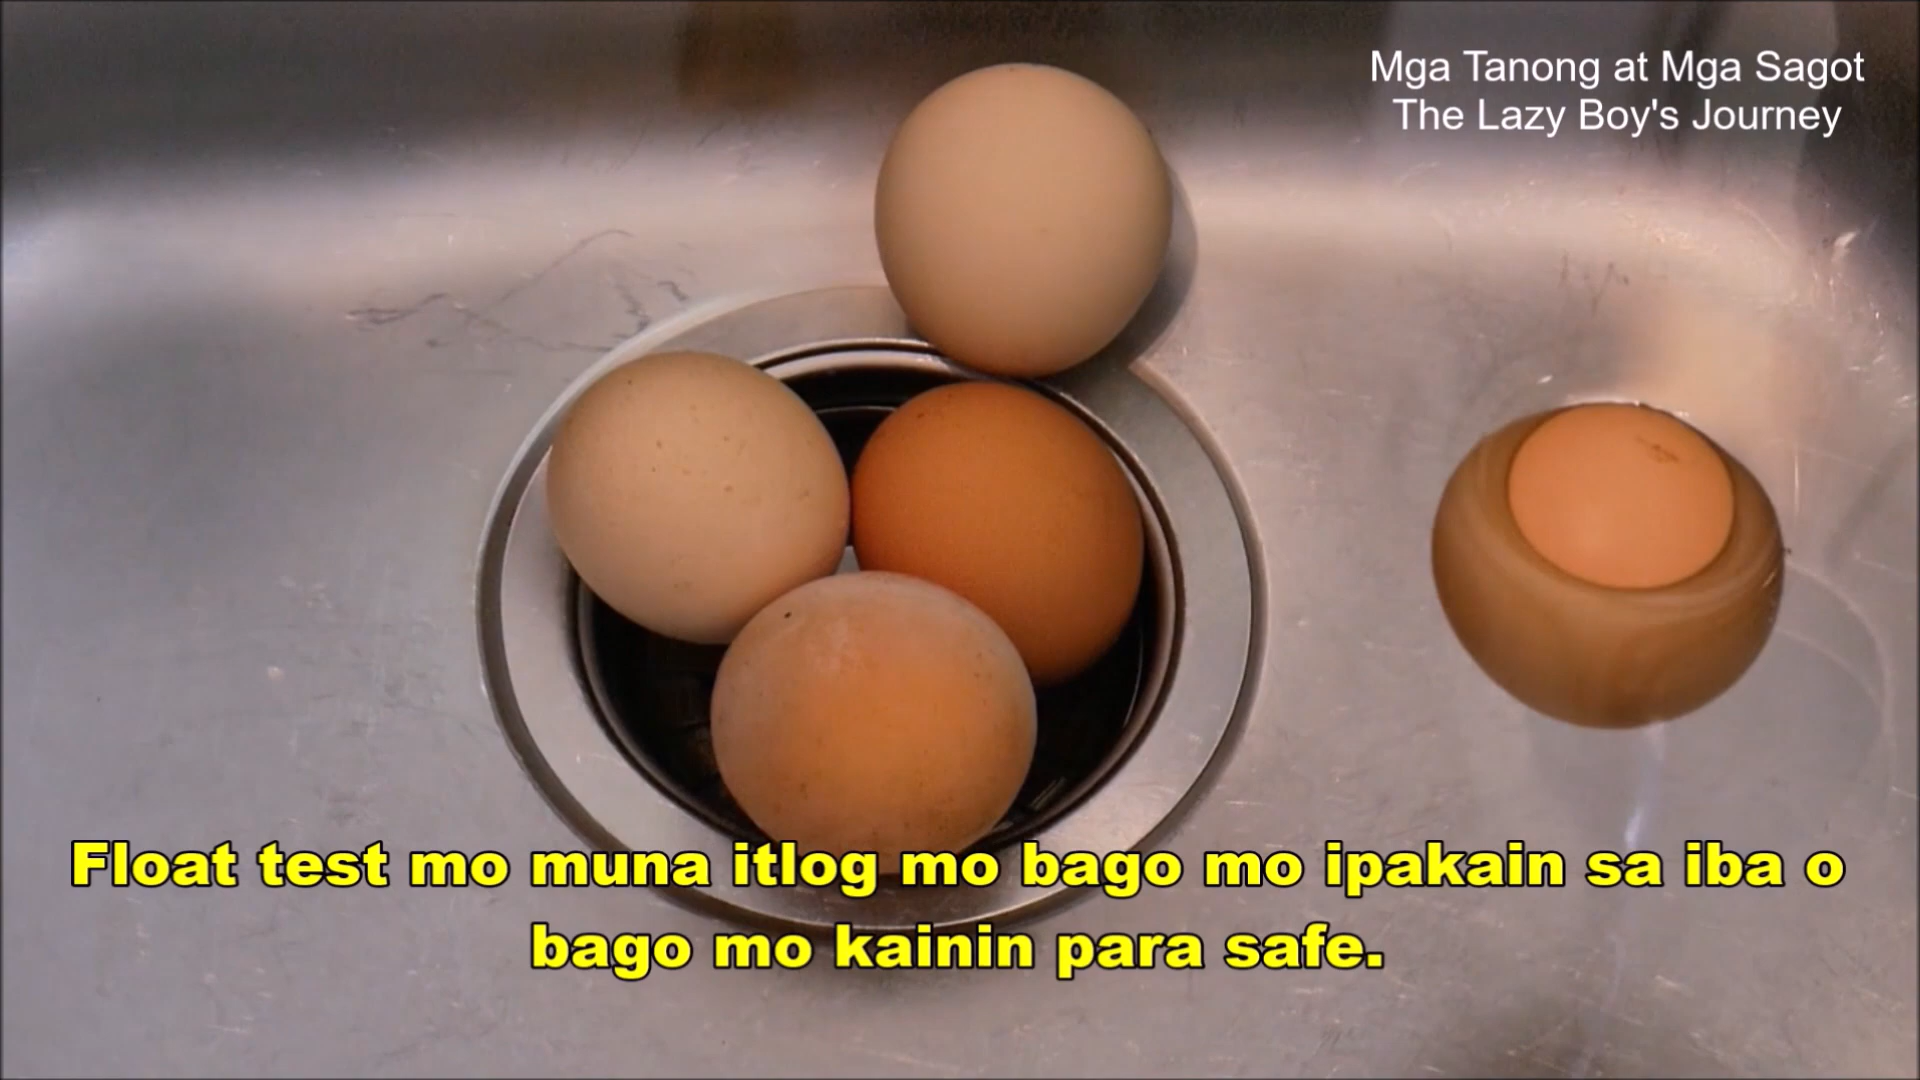 Mga Tanong at Mga Sagot
The Lazy Boy's Journey
Float test mo muna itlog mo bago mo ipakain sa iba o
bago mo kainin para safe.